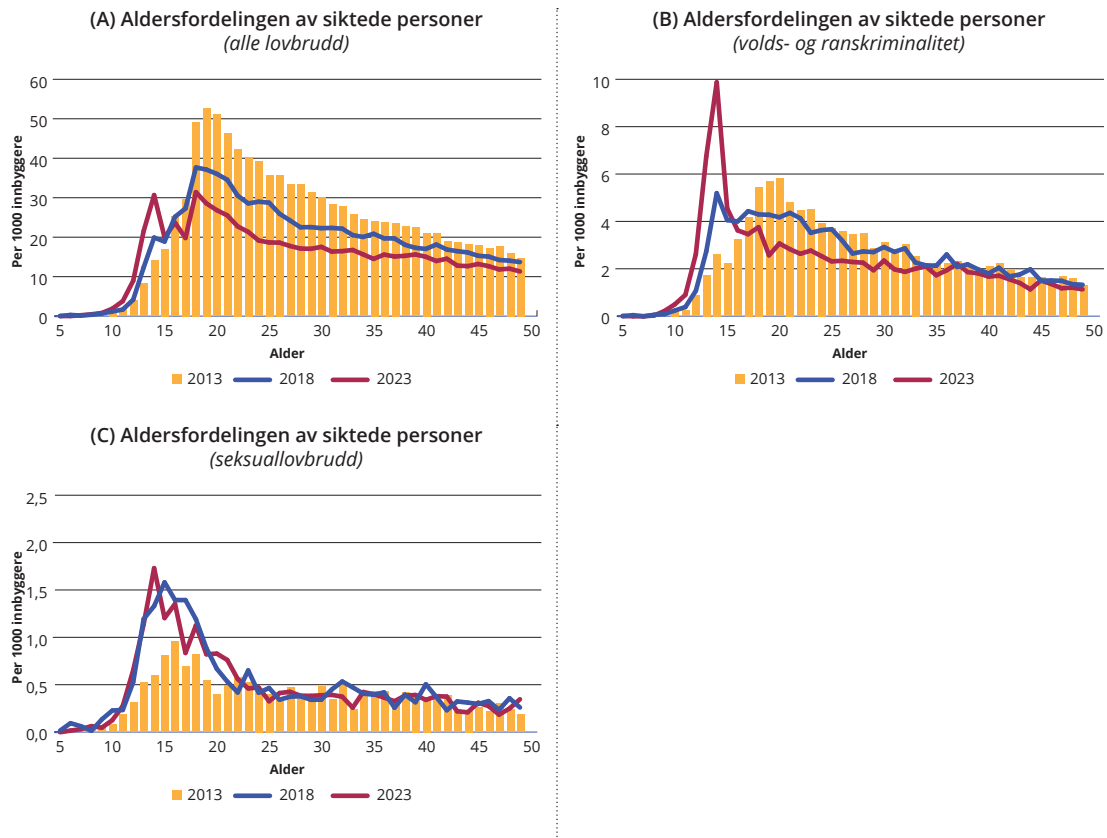 (A) Aldersfordelingen av siktede personer
(alle lovbrudd)
Per 1000 innbyggere
60
50
40
30
20
10
0
5 10 15 20 25 30 35 40 45 50
Alder
2013 2018 2023
(B) Aldersfordelingen av siktede personer
(volds- og ranskriminalitet)
Per 1000 innbyggere
10
8
6
4
2
0
5 10 15 20 25 30 35 40 45 50
Alder
2013 2018 2023
(C) Aldersfordelingen av siktede personer
(seksuallovbrudd)
Per 1000 innbyggere
2,5
2,0
1,5
1,0
0,5
0,0
5 10 15 20 25 30 35 40 45 50
Alder
2013 2018 2023